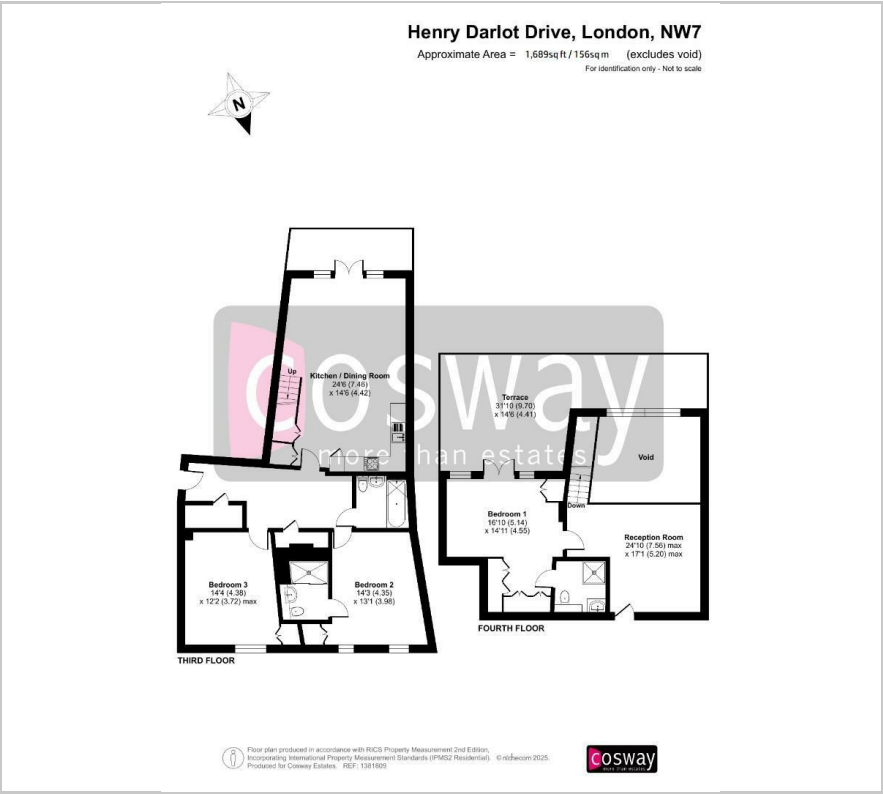 Henry Darlot Drive, London, NW7
Approximate Area = 1,689sq ft / 156sq m (excludes void)
For identification only - Not to scale
N
Up
Kitchen / Dining Room
24'6 (7.46)
x 14'6 (4.42)
cosway
more than estates
Terrace
31'10 (9.70)
x 14'6 (4.41)
Void
Down
Bedroom 1
16'10 (5.14)
x 14'11 (4.55)
Reception Room
24'10 (7.56) max
x 17'1 (5.20) max
Bedroom 3
14'4 (4.38)
x 12'2 (3.72) max
Bedroom 2
14'3 (4.35)
x 13'1 (3.98)
FOURTH FLOOR
THIRD FLOOR
Floor plan produced in accordance with RICS Property Measurement 2nd Edition,
Incorporating International Property Measurement Standards (IPMS2 Residential). © nichecom 2025.
Produced for Cosway Estates. REF: 1381809
cosway
more than estates